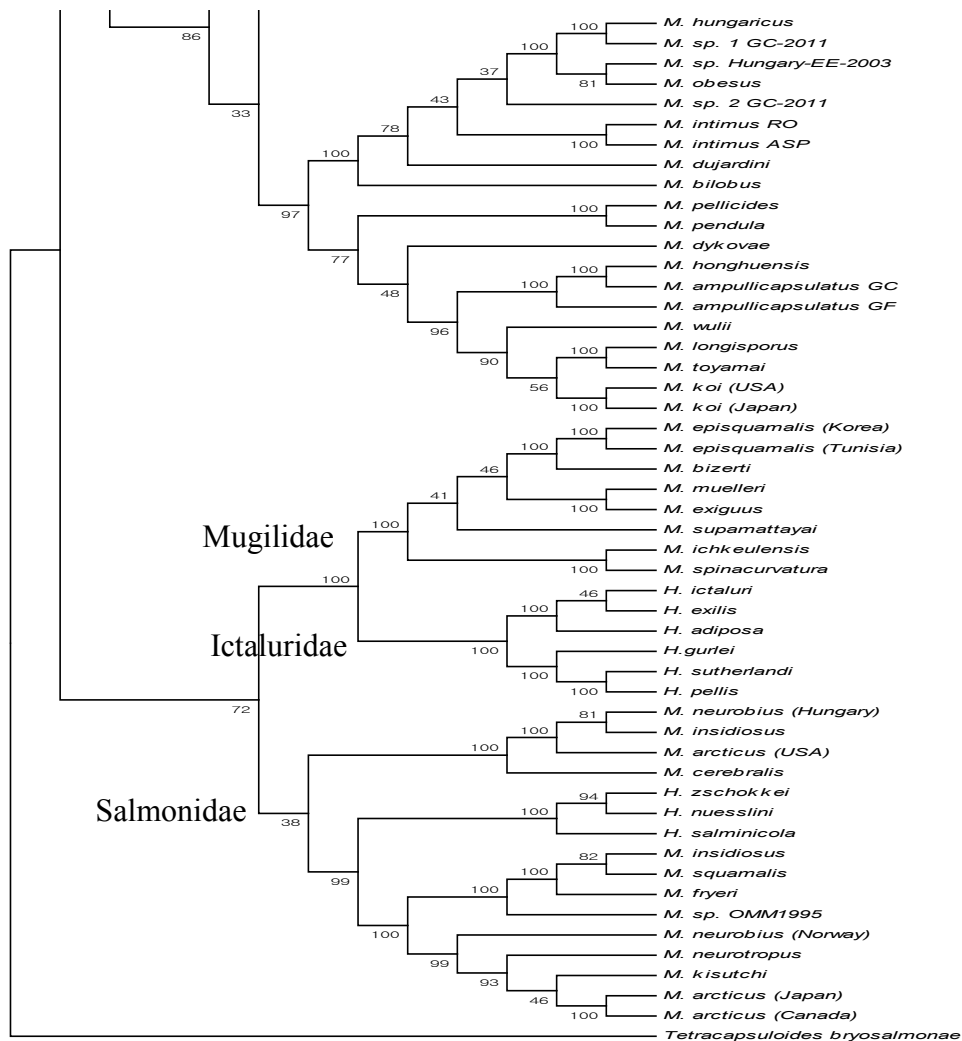 86
33
97
100
78
43
37
100
100
M. hungaricus
M. sp. 1 GC-2011
M. sp. Hungary-EE-2003
81
M. obesus
M. sp. 2 GC-2011
M. intimus RO
100
M. intimus ASP
M. dujardini
M. bilobus
77
100
M. pellicides
M. pendula
48
M. dykovae
96
100
100
M. honghuensis
M. ampullicapsulatus GC
M. ampullicapsulatus GF
90
M. wulii
56
100
M. longisporus
M. toyamai
M. koi (USA)
100
M. koi (Japan)
72
100
Mugilidae
100
41
46
100
100
M. episquamalis (Korea)
M. episquamalis (Tunisia)
M. bizerti
M. muelleri
100
M. exiguus
M. supamattayai
M. ichkeulensis
100
M. spinacurvatura
Ictaluridae
100
100
46
H. ictaluri
H. exilis
H. adiposa
100
H.gurlei
H. sutherlandi
100
H. pellis
Salmonidae
38
100
100
81
M. neurobius (Hungary)
M. insidiosus
M. arcticus (USA)
M. cerebralis
99
100
94
H. zschokkei
H. nuesslini
H. salminicola
100
100
100
82
M. insidiosus
M. squamalis
M. fryeri
M. sp. OMM1995
99
M. neurobius (Norway)
93
M. neurotropus
46
M. kisutchi
M. arcticus (Japan)
100
M. arcticus (Canada)
Tetracapsuloides bryosalmonae